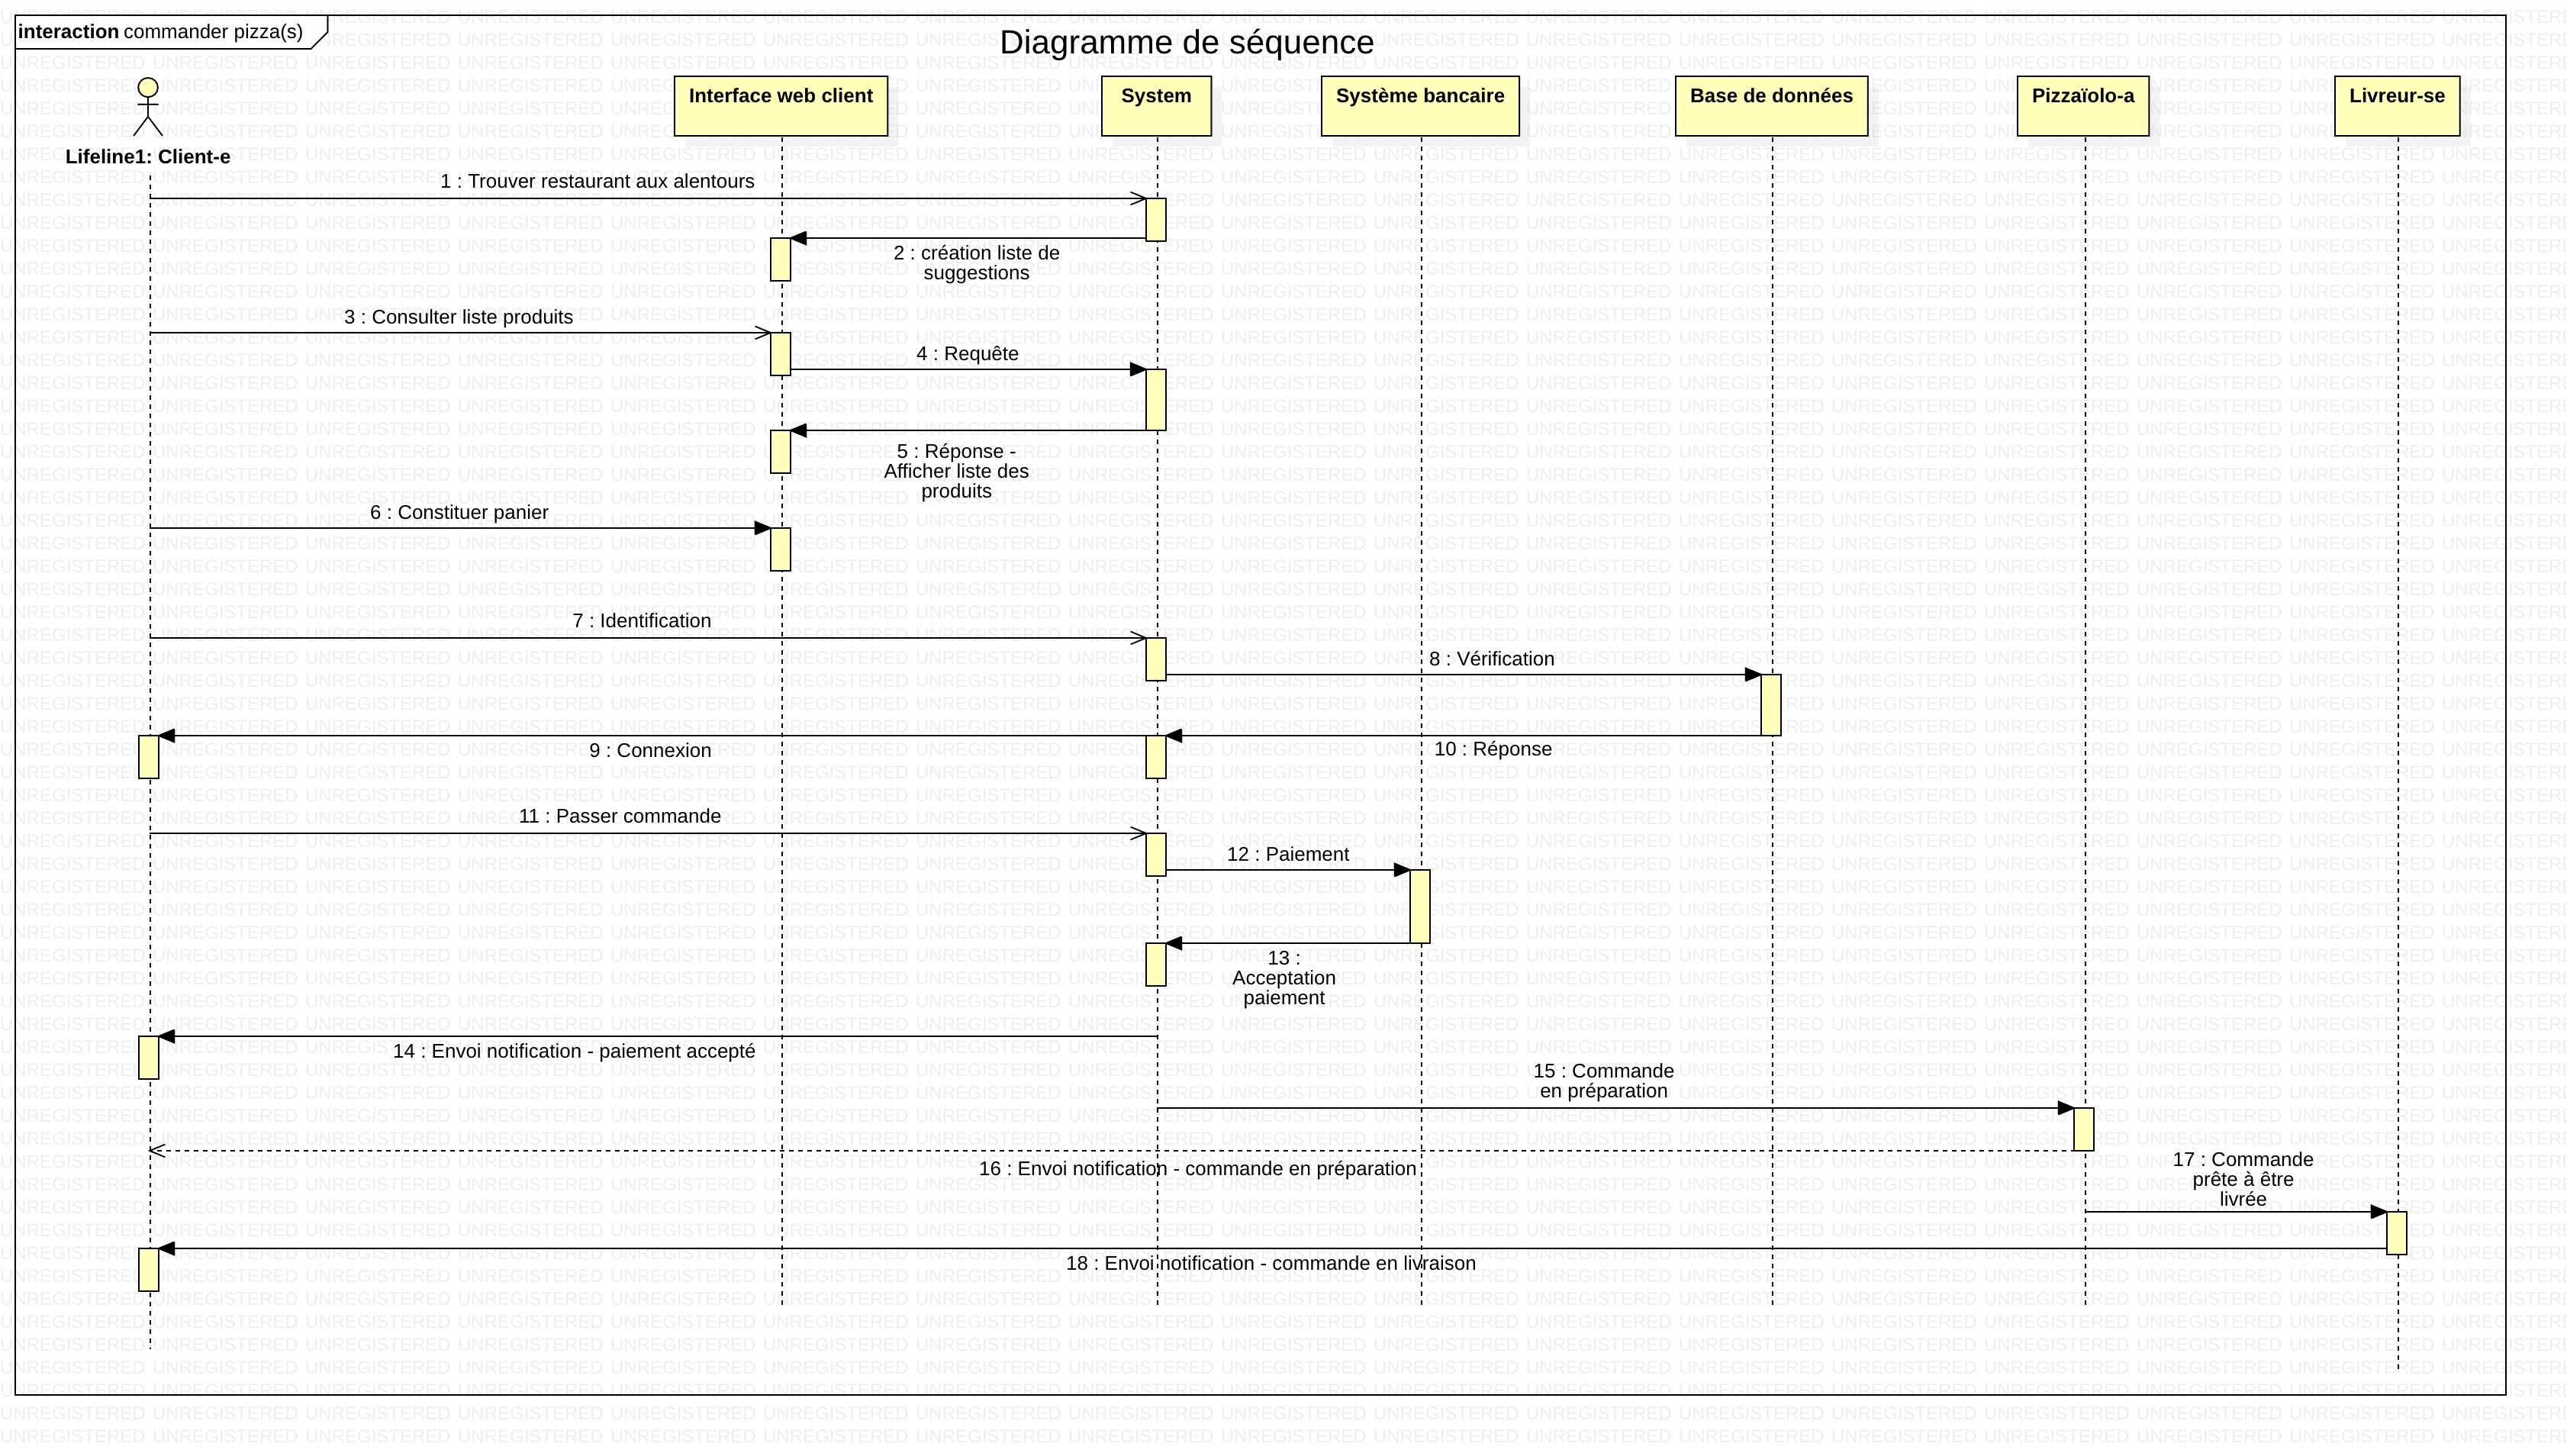 interaction commander pizza(s)
Diagramme de séquence
Interface web client
System
Système bancaire
Base de données
Pizzaïolo-a
Livreur-se
Lifeline1: Client-e
1 : Trouver restaurant aux alentours
2 : création liste de
suggestions
3 : Consulter liste produits
4 : Requête
5 : Réponse -
Afficher liste des
produits
6 : Constituer panier
7 : Identification
8 : Vérification
9 : Connexion
10 : Réponse
11 : Passer commande
12 : Paiement
13 :
Acceptation
paiement
14 : Envoi notification - paiement accepté
15 : Commande
en préparation
16 : Envoi notification - commande en préparation
17 : Commande
prête à être
livrée
18 : Envoi notification - commande en livraison
UNREGISTERED